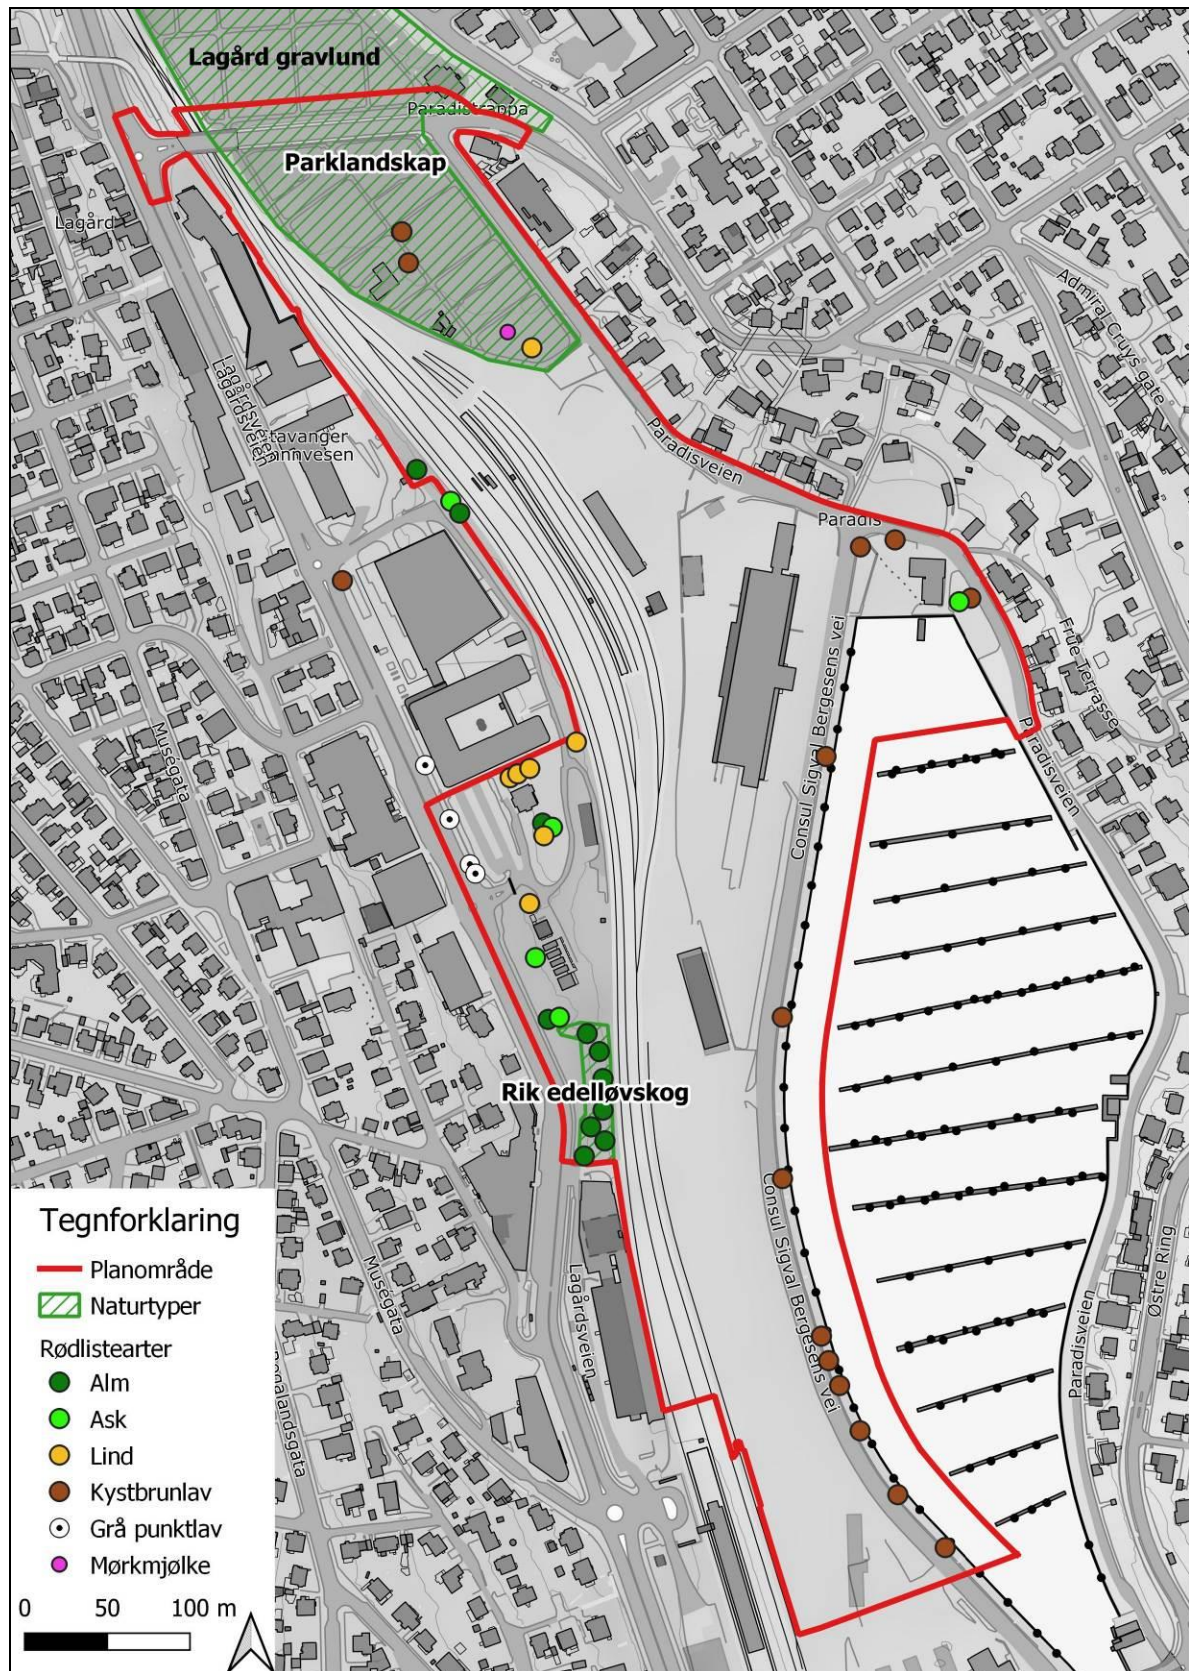 Lagård gravlund
Paradistrappa
Parklandskap
Lagård
Admiral Cruys gate
Lagårdsveien
Lagårdsveien
Stavanger
Paradisveien
Paradis
Frue Terrasse
Consul Sigval Bergesens vei
Paradisveien
Musegata
Rik edelløvskog
Consul Sigval Bergesens vei
Østre Ring
Musegata
Lagårdsveien
Paradisveien
Tegnforklaring
Planområde
Naturtyper
Rødlistearter
Alm
Ask
Lind
Kystbrunlav
Grå punktlav
Mørkmjølke
0 50 100 m